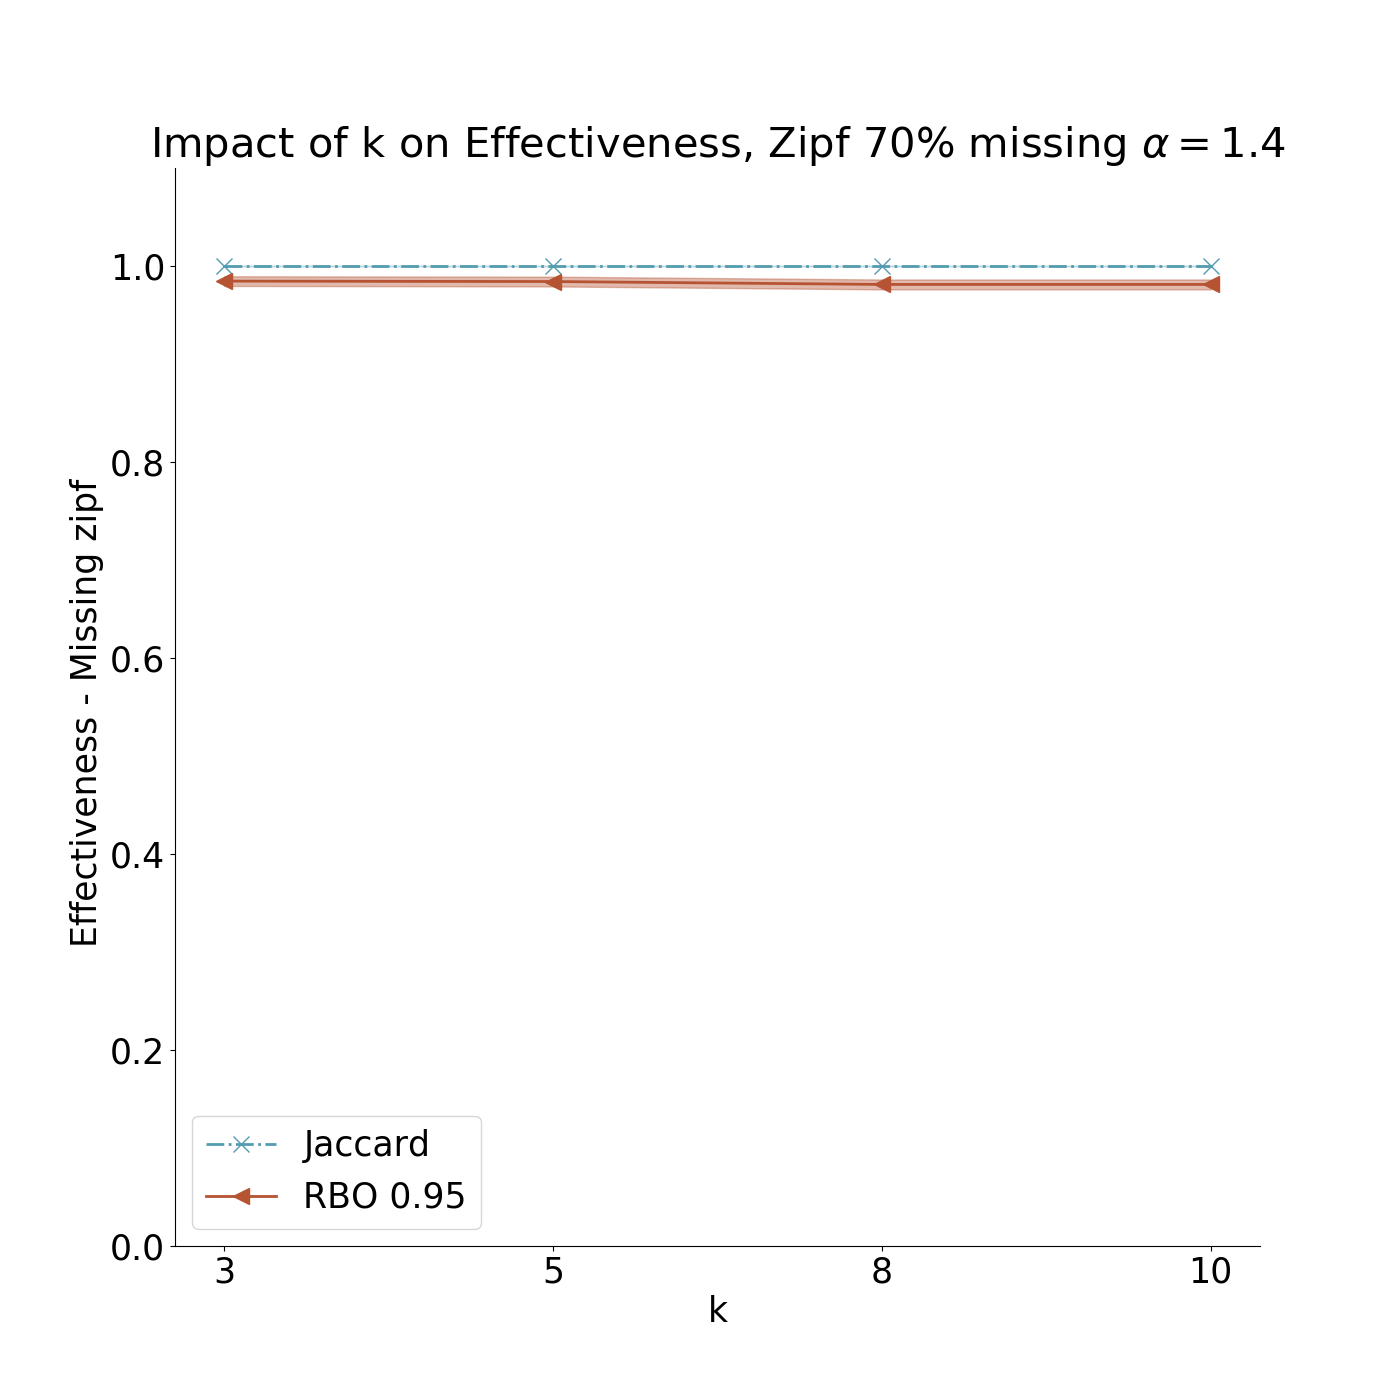 Impact of k on Effectiveness, Zipf 70% missing α = 1.4
Effectiveness - Missing zipf
1.0
0.8
0.6
0.4
0.2
0.0
Jaccard
RBO 0.95
3 5 8 10
k